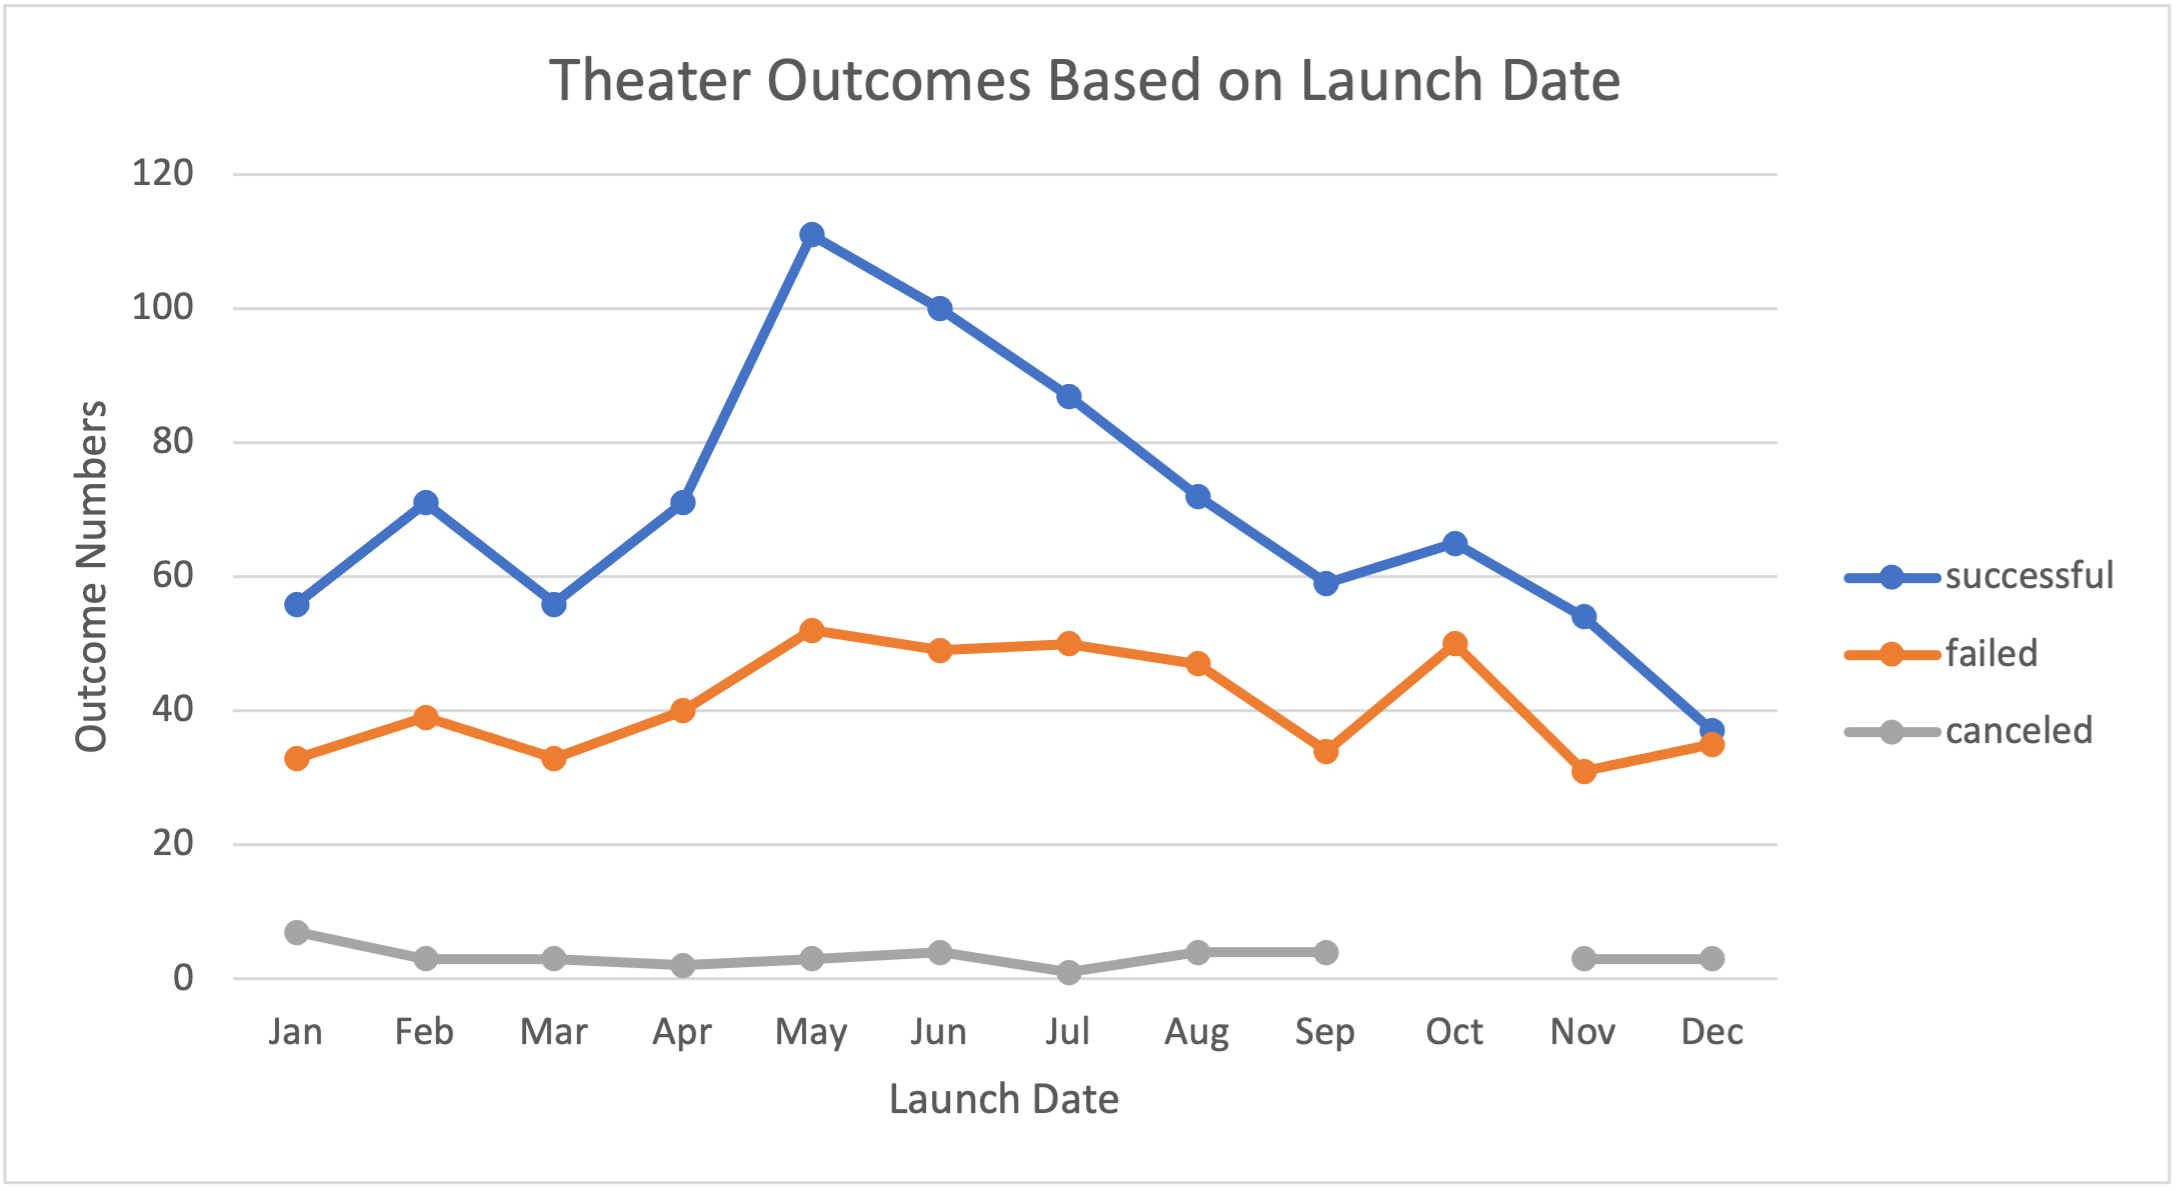 Theater Outcomes Based on Launch Date
120
100
80
60
40
20
0
Outcome Numbers
Jan Feb Mar Apr May Jun Jul Aug Sep Oct Nov Dec
Launch Date
successful
failed
canceled